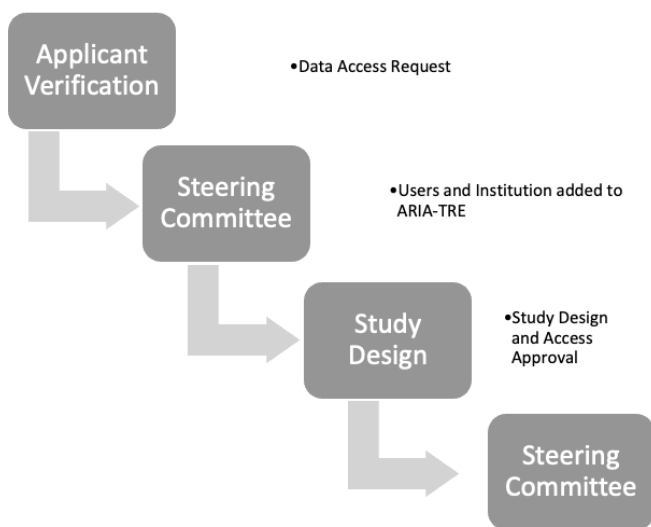 Applicant
Verification
•Data Access Request
Steering
Committee
•Users and Institution added to
ARIA-TRE
Study
Design
•Study Design
and Access
Approval
Steering
Committee